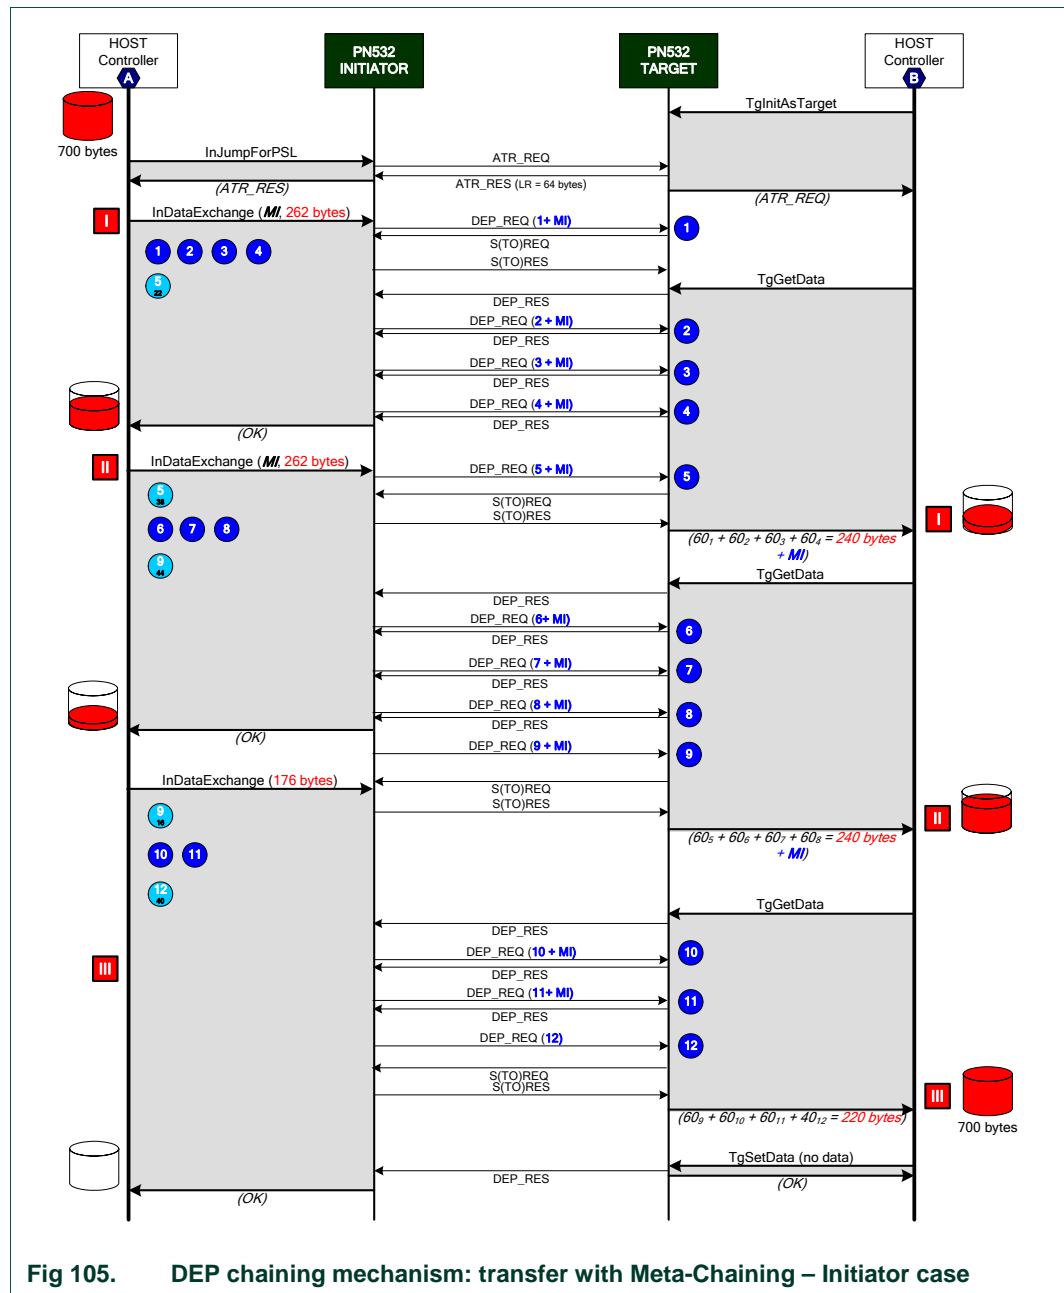 HOST
Controller
A
PN532
INITIATOR
PN532
TARGET
HOST
Controller
B
TgInitAsTarget
700 bytes
InJumpForPSL
ATR_REQ
(ATR_RES)
ATR_RES (LR = 64 bytes)
(ATR_REQ)
I
InDataExchange (MI, 262 bytes)
DEP_REQ (1+ MI)
1
S(TO)REQ
1 2 3 4
S(TO)RES
5
22
TgGetData
DEP_RES
DEP_REQ (2 + MI)
2
DEP_RES
DEP_REQ (3 + MI)
3
DEP_RES
DEP_REQ (4 + MI)
4
DEP_RES
(OK)
II
InDataExchange (MI, 262 bytes)
DEP_REQ (5 + MI)
5
5
38
S(TO)REQ
S(TO)RES
6 7 8
I
(60₁ + 60₂ + 60₃ + 60₄ = 240 bytes
+ MI)
9
44
TgGetData
DEP_RES
DEP_REQ (6+ MI)
6
DEP_RES
DEP_REQ (7 + MI)
7
DEP_RES
DEP_REQ (8 + MI)
8
DEP_RES
(OK)
DEP_REQ (9 + MI)
9
InDataExchange (176 bytes)
S(TO)REQ
S(TO)RES
9
16
II
(60₅ + 60₆ + 60₇ + 60₈ = 240 bytes
+ MI)
10 11
12
40
TgGetData
DEP_RES
DEP_REQ (10 + MI)
10
III
DEP_RES
DEP_REQ (11+ MI)
11
DEP_RES
DEP_REQ (12)
12
S(TO)REQ
S(TO)RES
III
(60₉ + 60₁₀ + 60₁₁ + 40₁₂ = 220 bytes)
700 bytes
TgSetData (no data)
DEP_RES
(OK)
(OK)
Fig 105. DEP chaining mechanism: transfer with Meta-Chaining – Initiator case